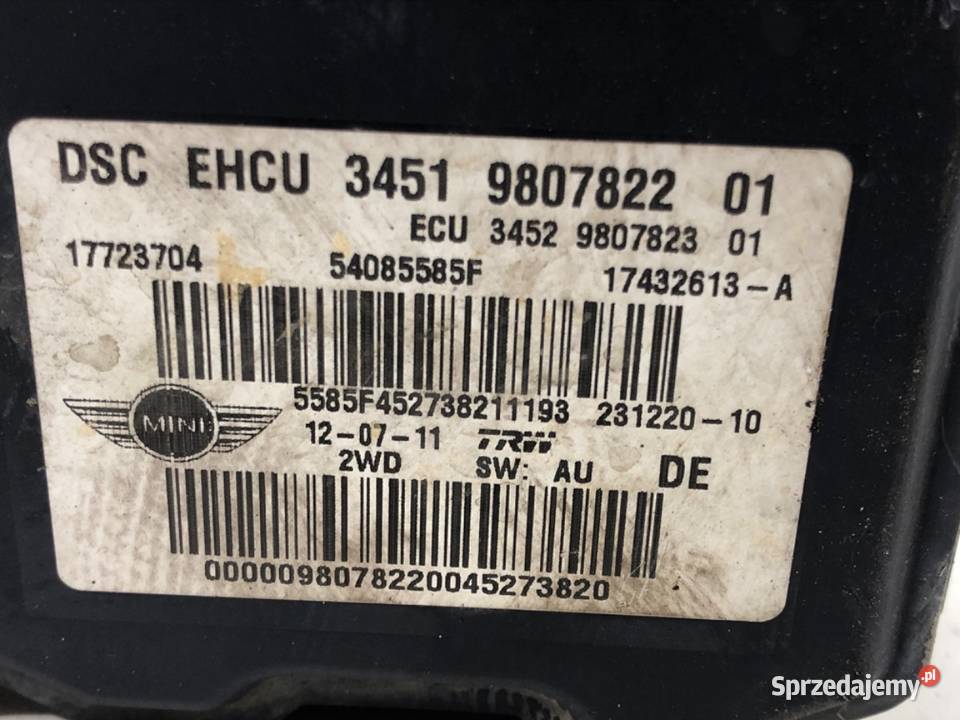 DSC EHCU 3451 9807822 01
ECU 3452 9807823 01
17723704 54085585F 17432613-A
5585F452738211193 231220-10
MINI
12-07-11 TRW
2WD SW: AU DE
0000098078220045273820
Sprzedajemy.pl